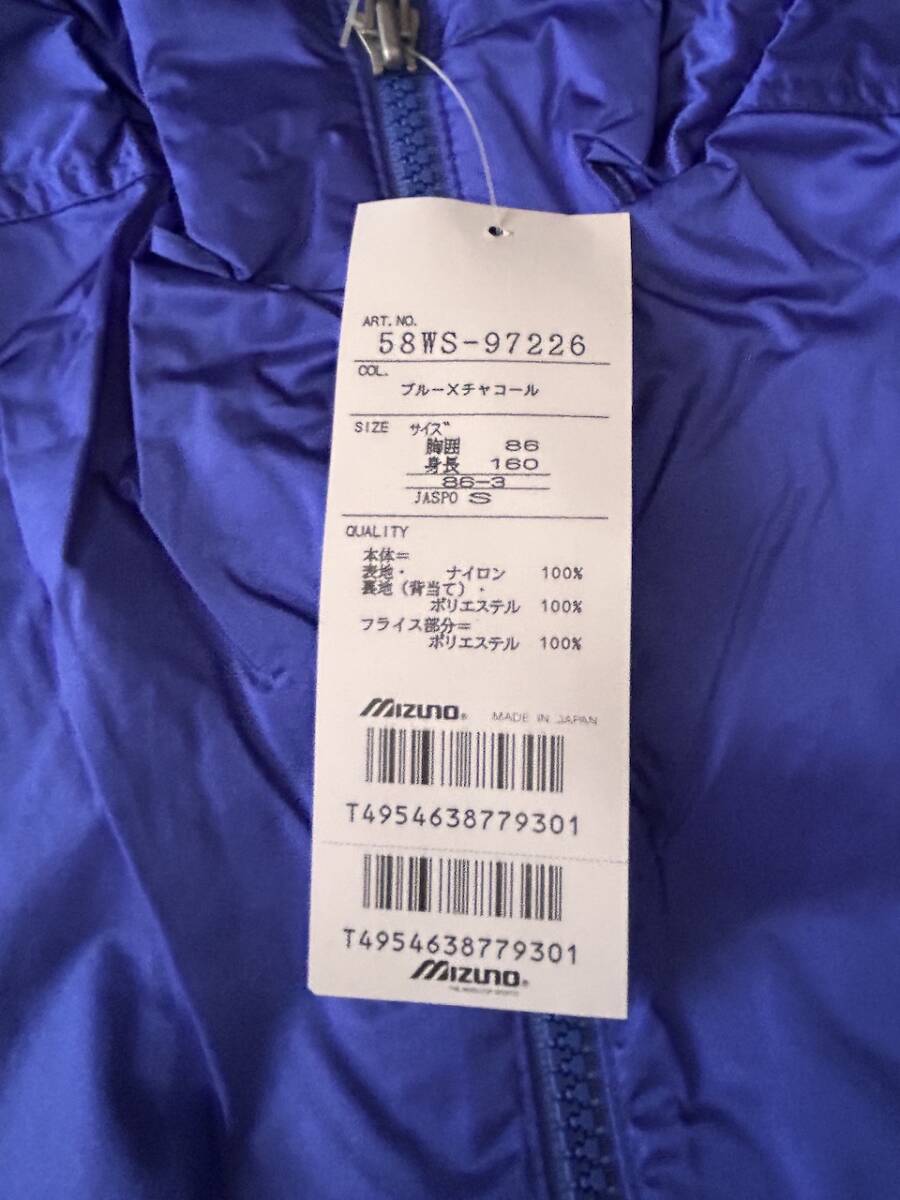 ART.NO.
58WS-97226
COL.
ブルー×チャコール
SIZE サイズ
胸囲 86
身長 160
86-3
JASPO S
QUALITY
本体=
表地・ ナイロン 100%
裏地(背当て)・
ポリエステル 100%
フライス部分=
ポリエステル 100%
MIZUNO® MADE IN JAPAN
T4954638779301
T4954638779301
MIZUNO®